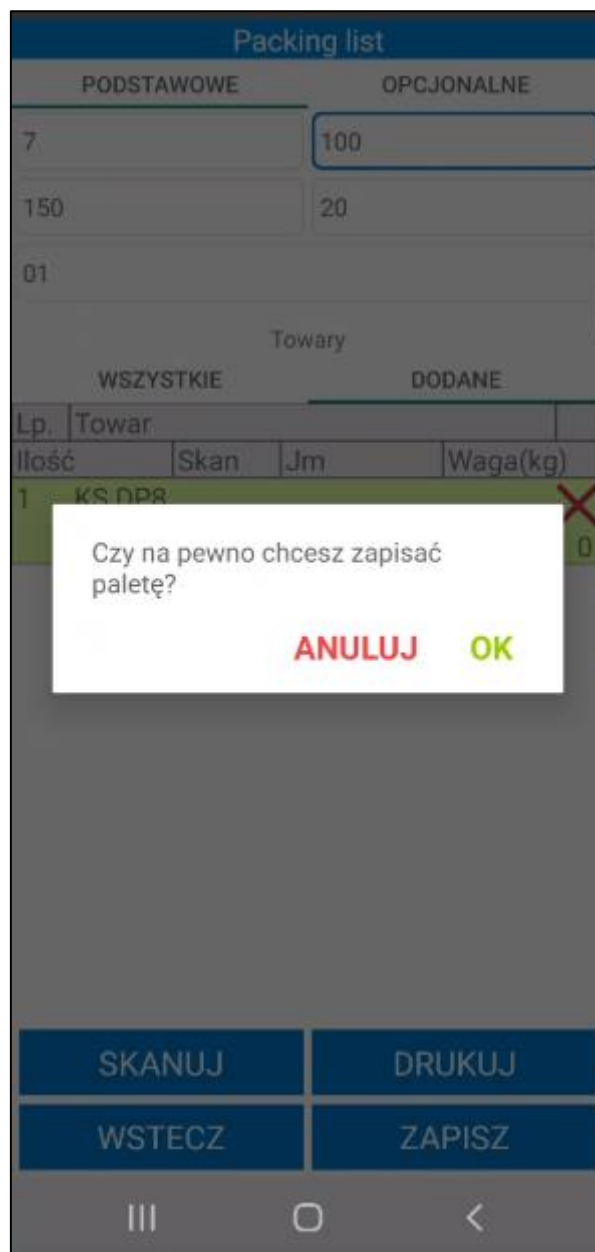 Packing list
PODSTAWOWE OPCJONALNE
7 100
150 20
01
Towary
WSZYSTKIE DODANE
Lp. Towar
Ilość Skan Jm Waga(kg)
1 KS DP8
0
Czy na pewno chcesz zapisać
paletę?
ANULUJ OK
SKANUJ DRUKUJ
WSTECZ ZAPISZ